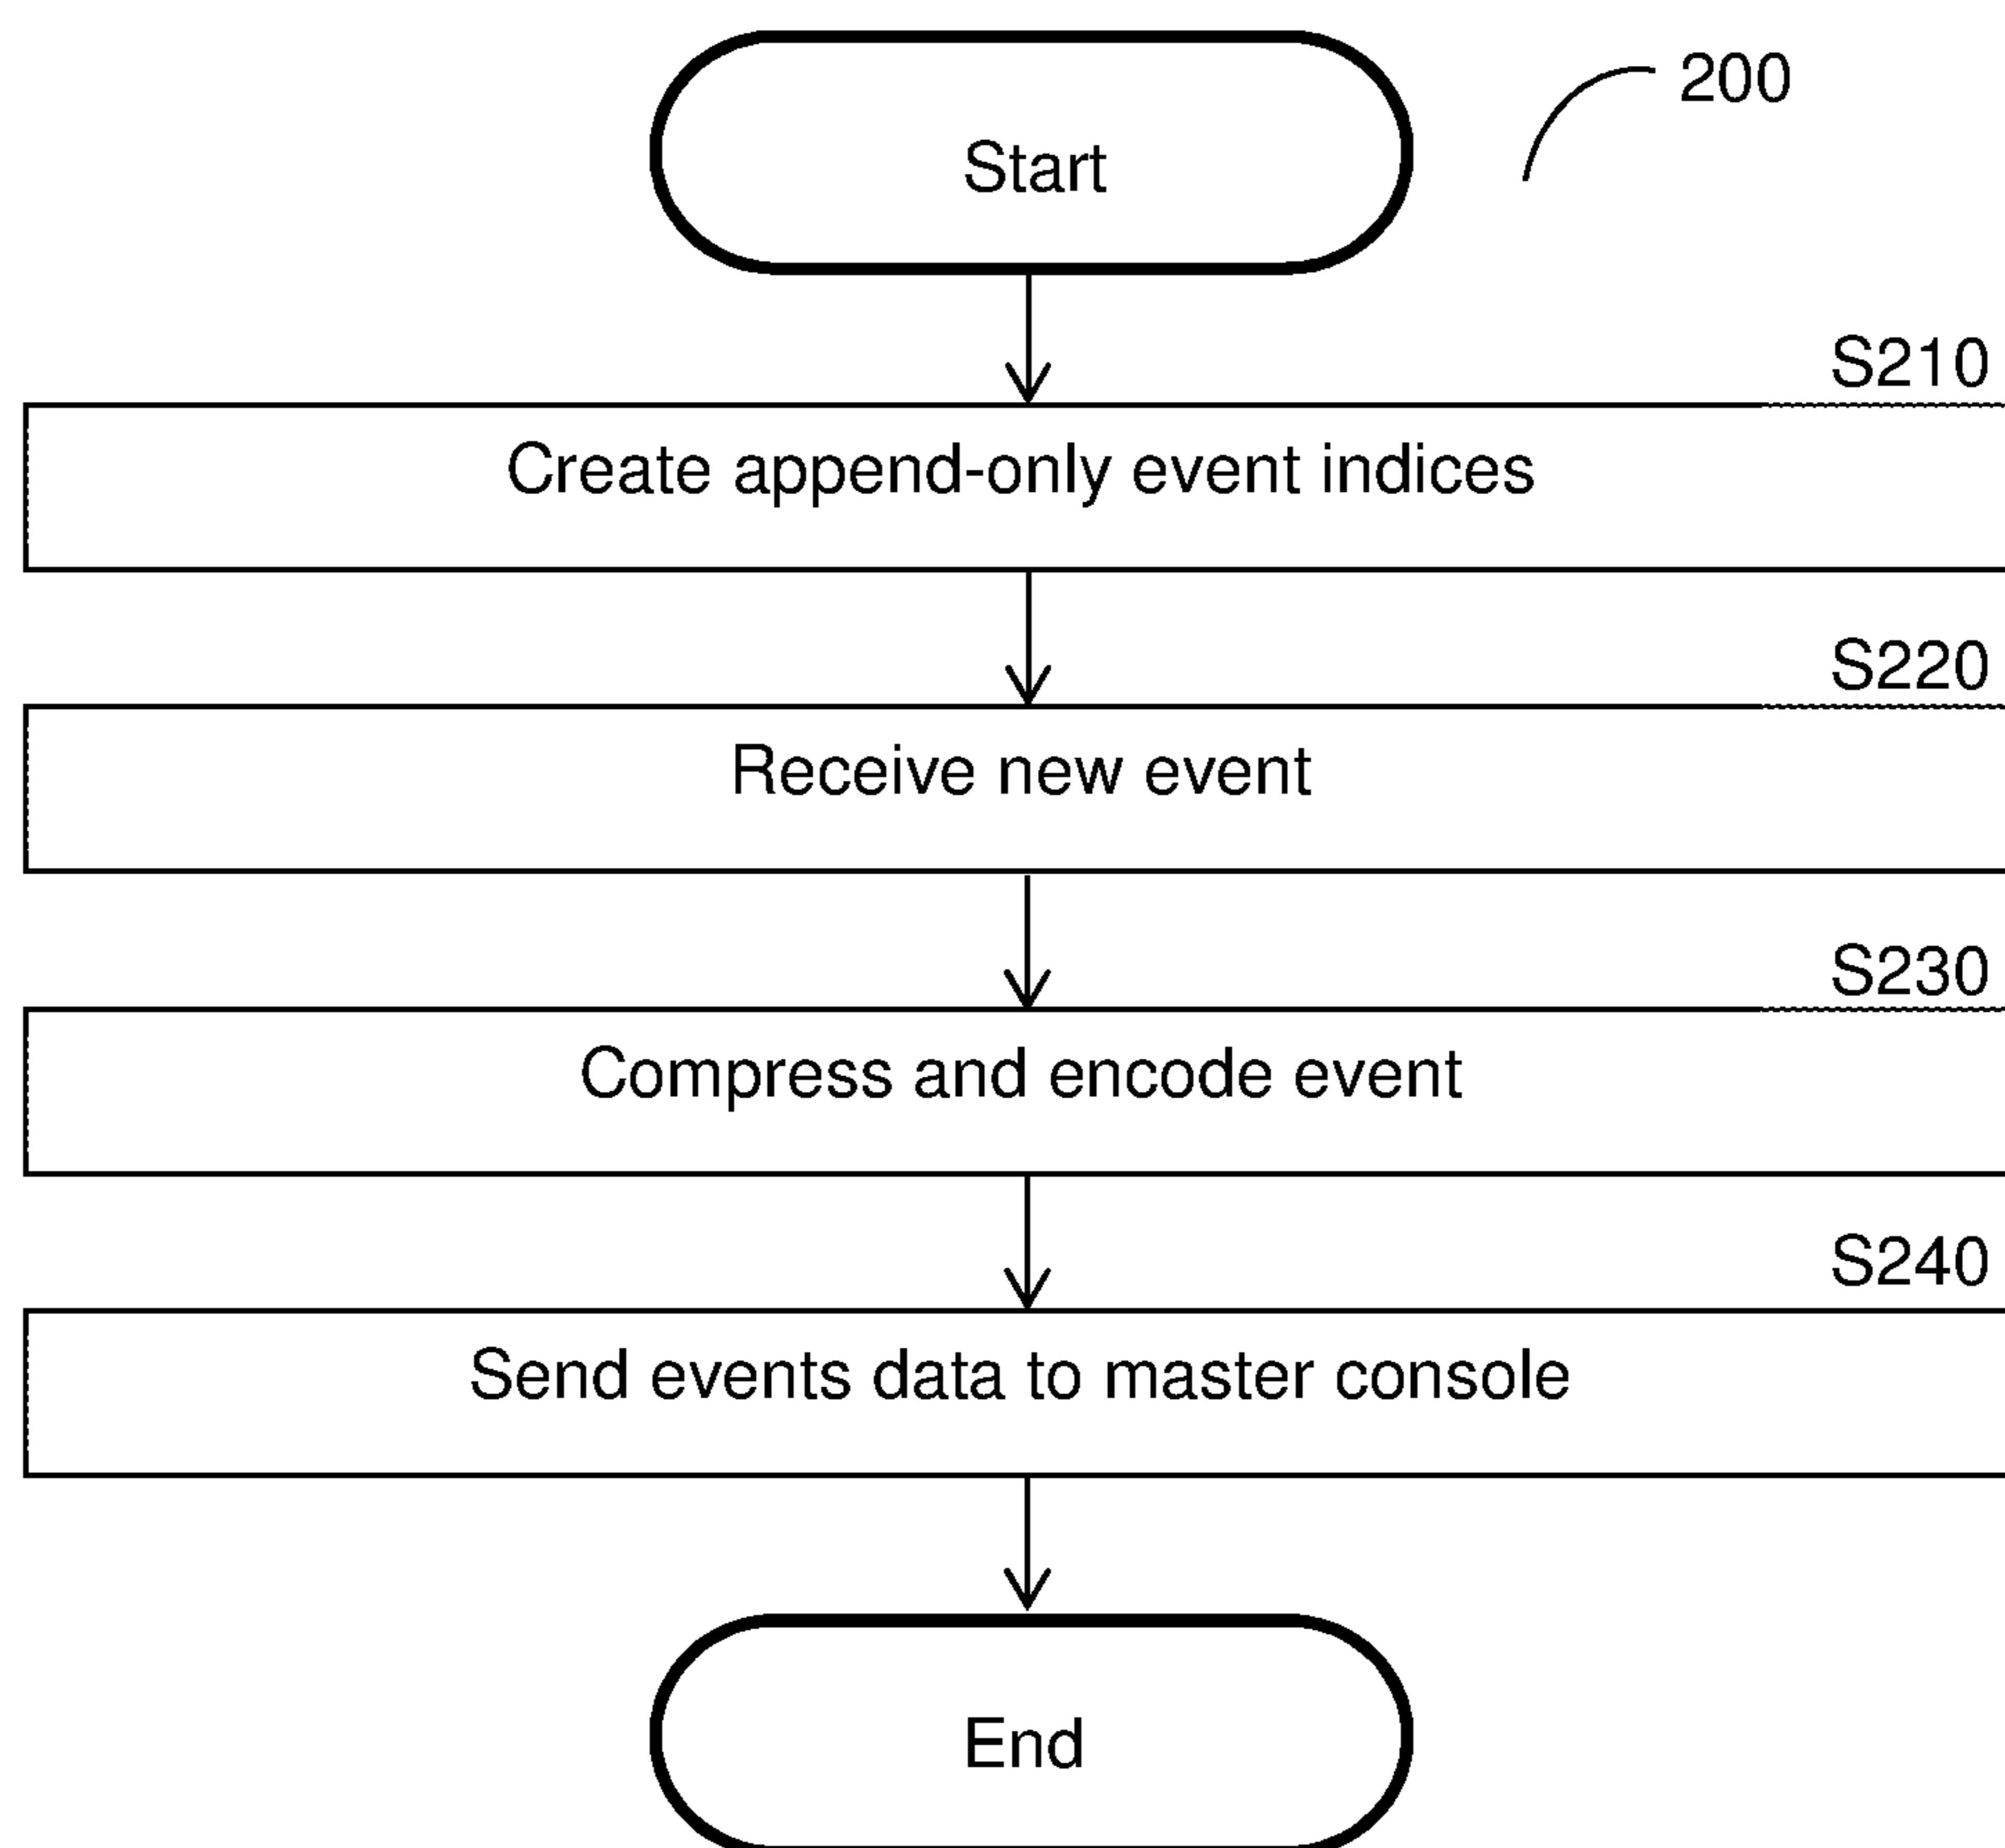 Start
200
S210
Create append-only event indices
S220
Receive new event
S230
Compress and encode event
S240
Send events data to master console
End